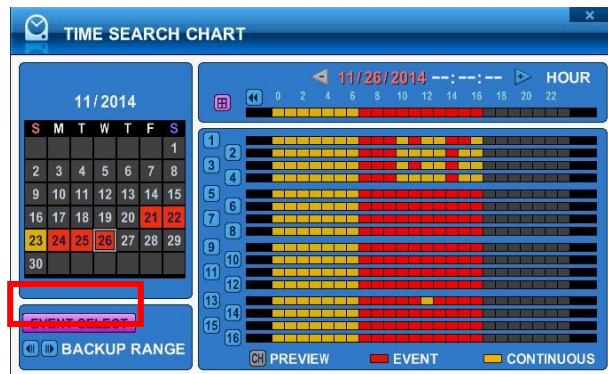 TIME SEARCH CHART
×
11/2014
S M T W T F S
1
2 3 4 5 6 7 8
9 10 11 12 13 14 15
16 17 18 19 20 21 22
23 24 25 26 27 28 29
30
EVENT SELECT
BACKUP RANGE
11/26/2014 --:--:-- HOUR
0 2 4 6 8 10 12 14 16 18 20 22
1
2
3
4
5
6
7
8
9
10
11
12
13
14
15
16
CH PREVIEW EVENT CONTINUOUS